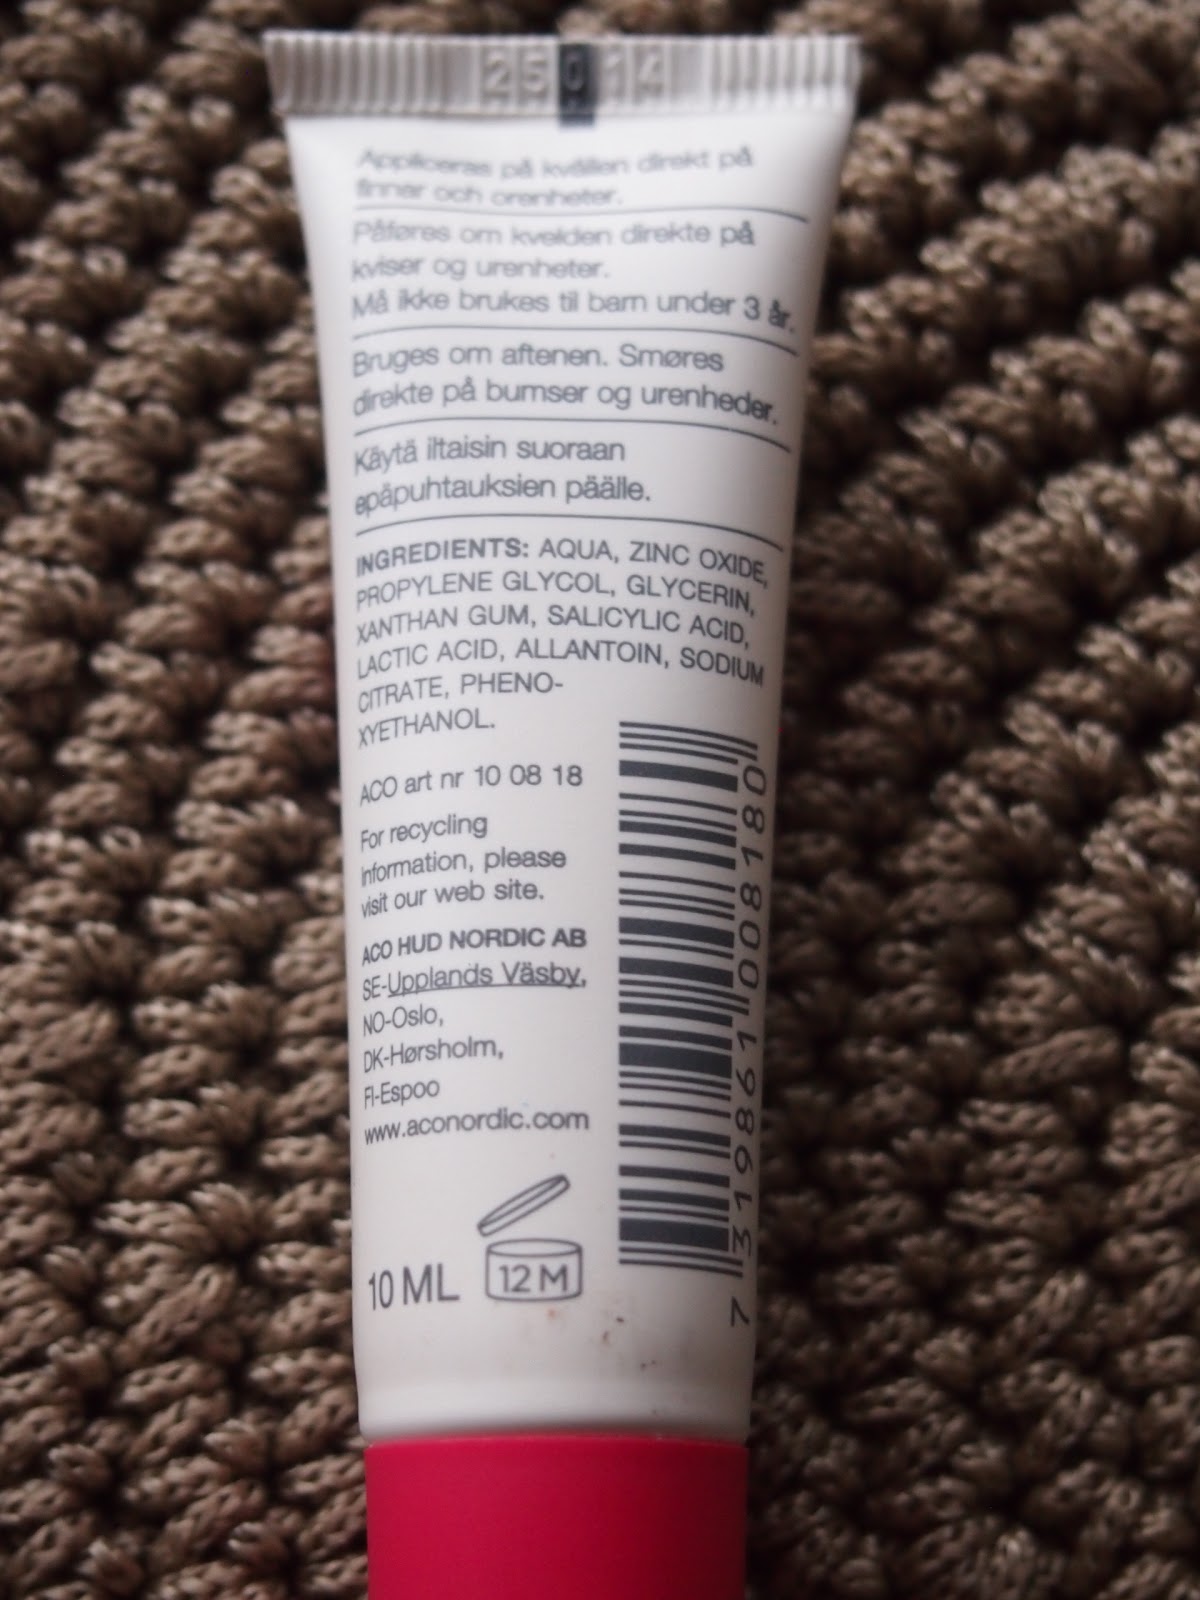 25014
Appliceras på kvällen direkt på
finnar och orenheter.
Påføres om kvelden direkte på
kviser og urenheter.
Må ikke brukes til barn under 3 år.
Bruges om aftenen. Smøres
direkte på bumser og urenheder.
Käytä iltaisin suoraan
epäpuhtauksien päälle.
INGREDIENTS: AQUA, ZINC OXIDE,
PROPYLENE GLYCOL, GLYCERIN,
XANTHAN GUM, SALICYLIC ACID,
LACTIC ACID, ALLANTOIN, SODIUM
CITRATE, PHENO-
XYETHANOL.
ACO art nr 10 08 18
For recycling
information, please
visit our web site.
ACO HUD NORDIC AB
SE-Upplands Väsby,
NO-Oslo,
DK-Hørsholm,
FI-Espoo
www.aconordic.com
10 ML
12 M
7 319861 008180